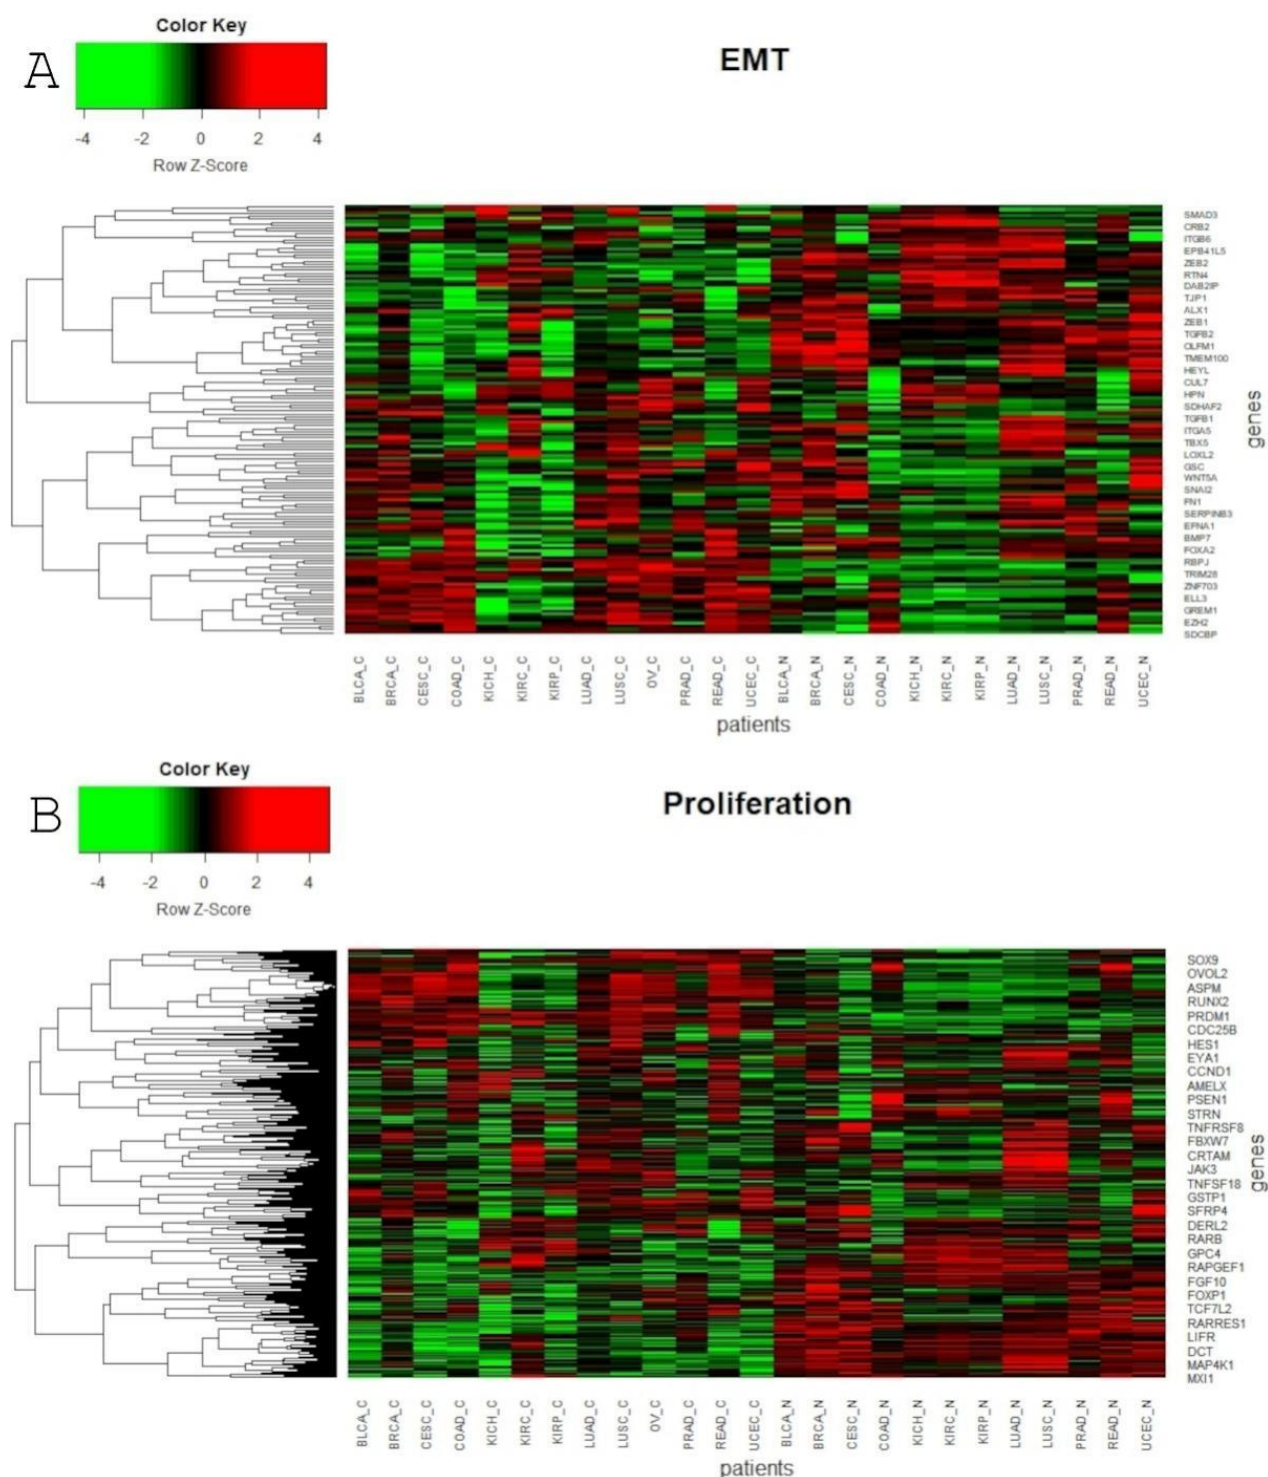 Color Key
A
EMT
-4 -2 0 2 4
Row Z-Score
SMAD3
CRB2
ITGB6
EPB41L5
ZEB2
RTN4
DAB2IP
TJP1
ALX1
ZEB1
TGFB2
OLFM1
TMEM100
HEYL
CUL7
HPN
SDHAF2
TGFB1
ITGA5
TBX5
LOXL2
GSC
WNT5A
SNAI2
FN1
SERPINB3
EFNA1
BMP7
FOXA2
RBPJ
TRIM28
ZNF703
ELL3
GREM1
EZH2
SDCBP
genes
BLCA_C
BRCA_C
CESC_C
COAD_C
KICH_C
KIRC_C
KIRP_C
LUAD_C
LUSC_C
OV_C
PRAD_C
READ_C
UCEC_C
BLCA_N
BRCA_N
CESC_N
COAD_N
KICH_N
KIRC_N
KIRP_N
LUAD_N
LUSC_N
PRAD_N
READ_N
UCEC_N
patients
Color Key
B
Proliferation
-4 -2 0 2 4
Row Z-Score
SOX9
OVOL2
ASPM
RUNX2
PRDM1
CDC25B
HES1
EYA1
CCND1
AMELX
PSEN1
STRN
TNFRSF8
FBXW7
CRTAM
JAK3
TNFSF18
GSTP1
SFRP4
DERL2
RARB
GPC4
RAPGEF1
FGF10
FOXP1
TCF7L2
RARRES1
LIFR
DCT
MAP4K1
MXI1
genes
BLCA_C
BRCA_C
CESC_C
COAD_C
KICH_C
KIRC_C
KIRP_C
LUAD_C
LUSC_C
OV_C
PRAD_C
READ_C
UCEC_C
BLCA_N
BRCA_N
CESC_N
COAD_N
KICH_N
KIRC_N
KIRP_N
LUAD_N
LUSC_N
PRAD_N
READ_N
UCEC_N
patients